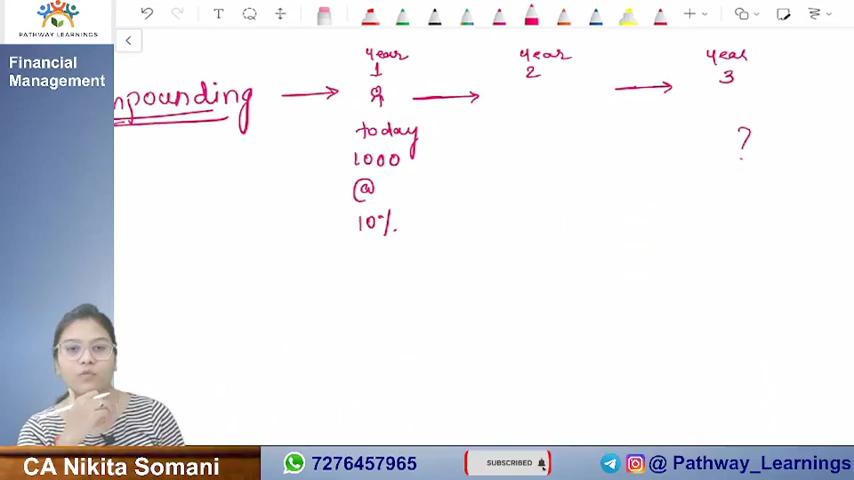 PATHWAY LEARNINGS
Financial
Management
mpounding
year
1
today
1000
@
10%
year
2
year
3
?
CA Nikita Somani
7276457965
SUBSCRIBED
@ Pathway_Learnings